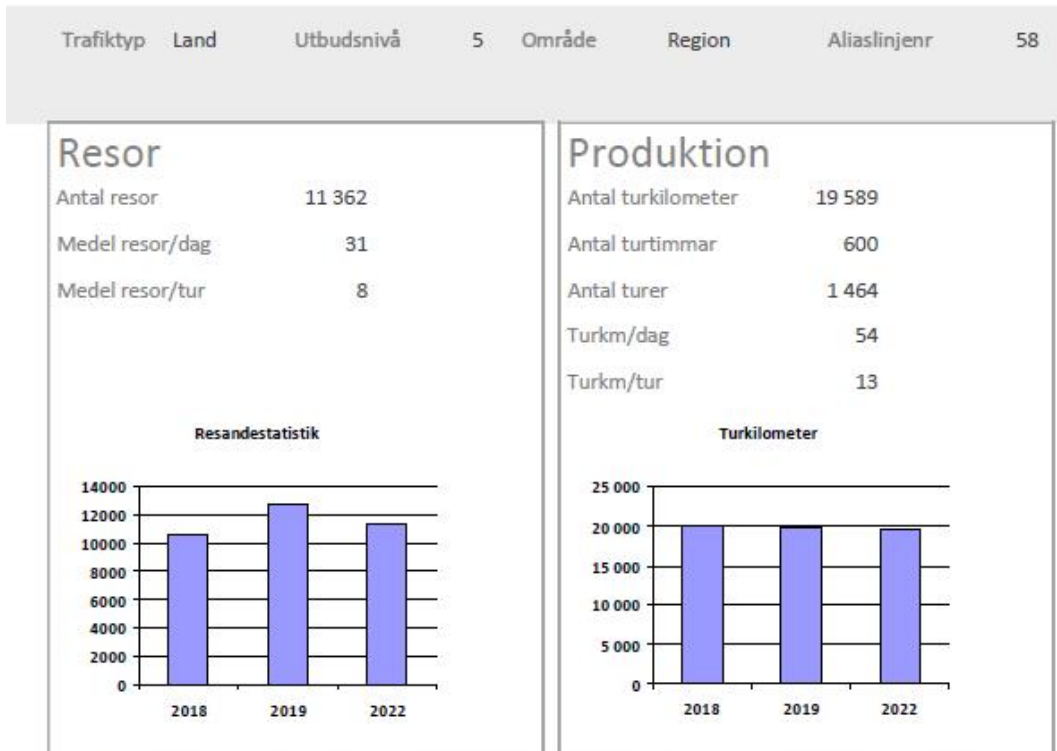 Trafiktyp Land Utbudsnivå 5 Område Region Aliaslinjenr 58
Resor
Antal resor 11 362
Medel resor/dag 31
Medel resor/tur 8
Resandestatistik
14000
12000
10000
8000
6000
4000
2000
0
2018 2019 2022
Produktion
Antal turkilometer 19 589
Antal turtimmar 600
Antal turer 1 464
Turkm/dag 54
Turkm/tur 13
Turkilometer
25 000
20 000
15 000
10 000
5 000
0
2018 2019 2022